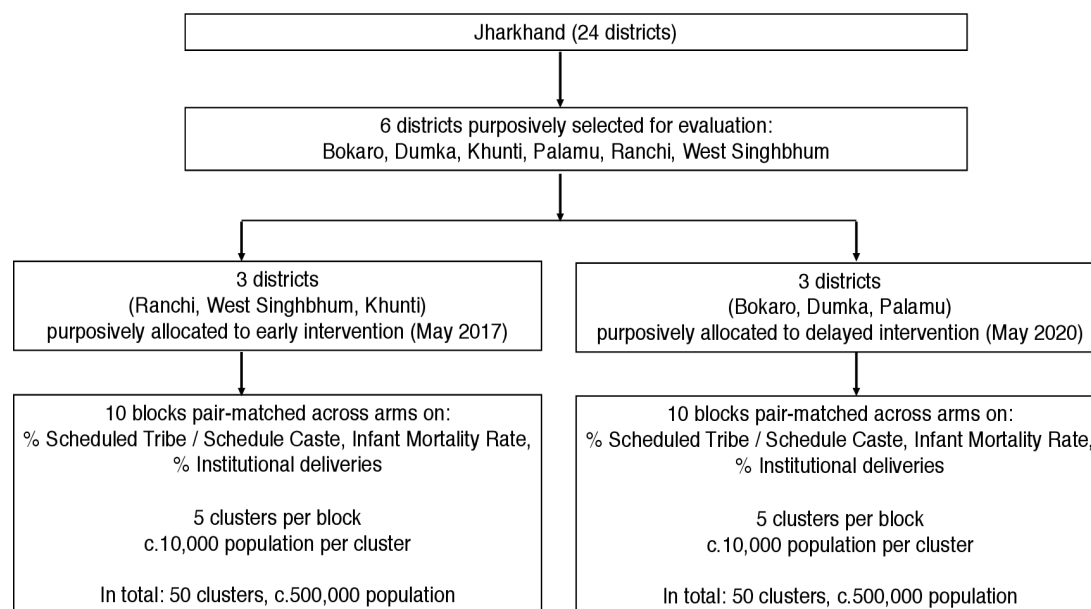 Jharkhand (24 districts)
6 districts purposively selected for evaluation:
Bokaro, Dumka, Khunti, Palamu, Ranchi, West Singhbhum
3 districts
(Ranchi, West Singhbhum, Khunti)
purposively allocated to early intervention (May 2017)
3 districts
(Bokaro, Dumka, Palamu)
purposively allocated to delayed intervention (May 2020)
10 blocks pair-matched across arms on:
% Scheduled Tribe / Schedule Caste, Infant Mortality Rate,
% Institutional deliveries
5 clusters per block
c.10,000 population per cluster
In total: 50 clusters, c.500,000 population
10 blocks pair-matched across arms on:
% Scheduled Tribe / Schedule Caste, Infant Mortality Rate,
% Institutional deliveries
5 clusters per block
c.10,000 population per cluster
In total: 50 clusters, c.500,000 population